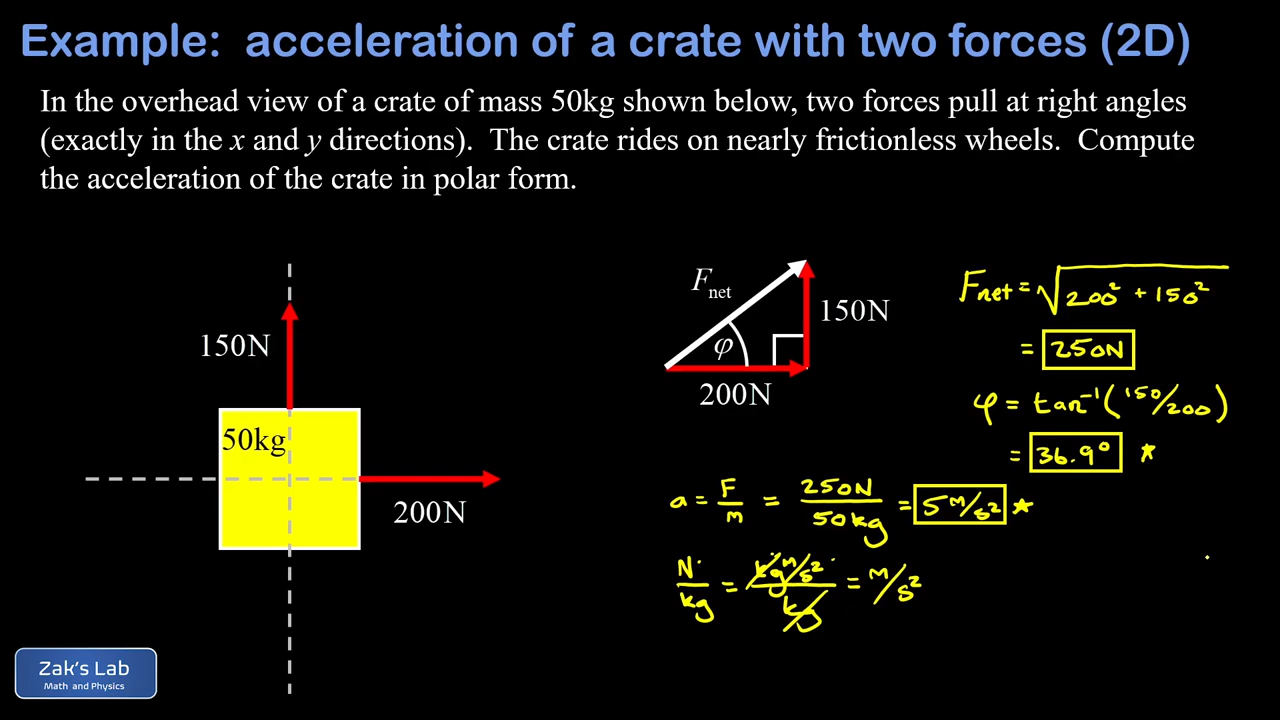 Example: acceleration of a crate with two forces (2D)
In the overhead view of a crate of mass 50kg shown below, two forces pull at right angles
(exactly in the x and y directions). The crate rides on nearly frictionless wheels. Compute
the acceleration of the crate in polar form.
150N
50kg
200N
Fnet
150N
φ
200N
Fnet = √(200² + 150²)
= 250N
φ = tan⁻¹(150/200)
= 36.9° *
a = F/m = 250N/50kg = 5 m/s² *
N/kg = kg m/s²/kg = m/s²
Zak's Lab
Math and Physics